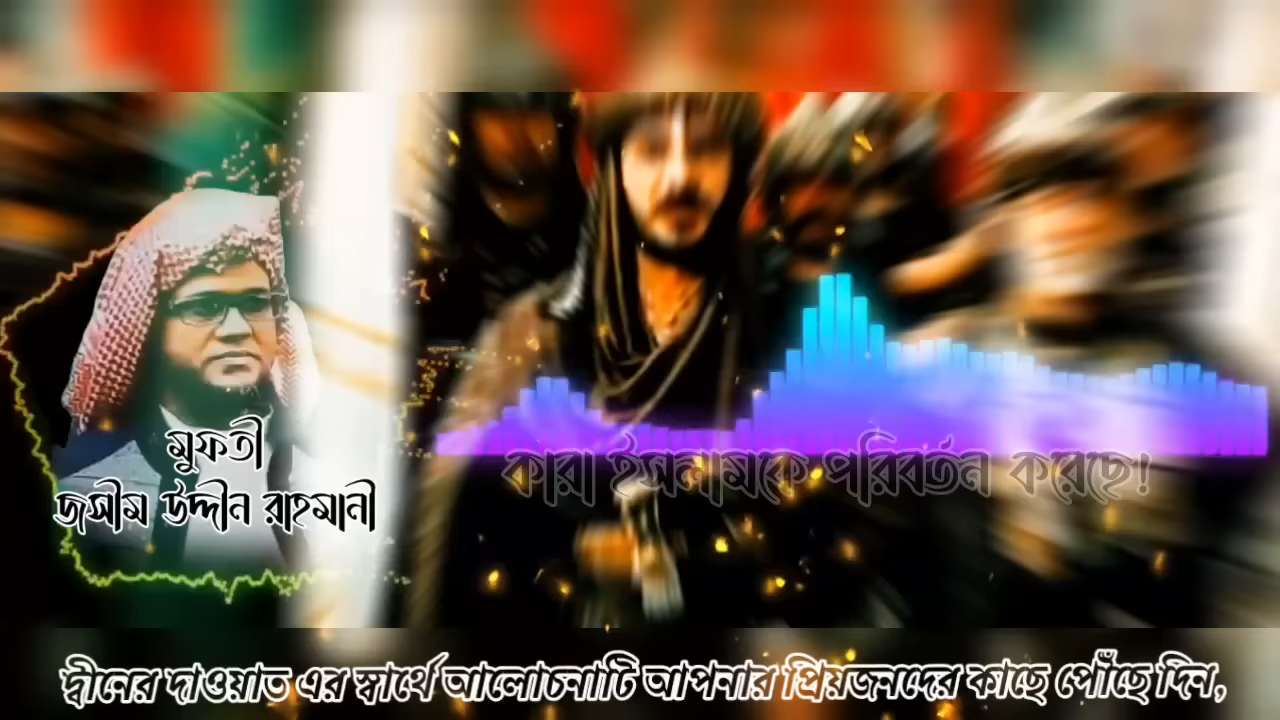 মুফতী
জসীম উদ্দীন রাহমানী
কারা ইসলামকে পরিবর্তন করেছে!
দ্বীনের দাওয়াত এর স্বার্থে আলোচনাটি আপনার প্রিয়জনদের কাছে পৌঁছে দিন,